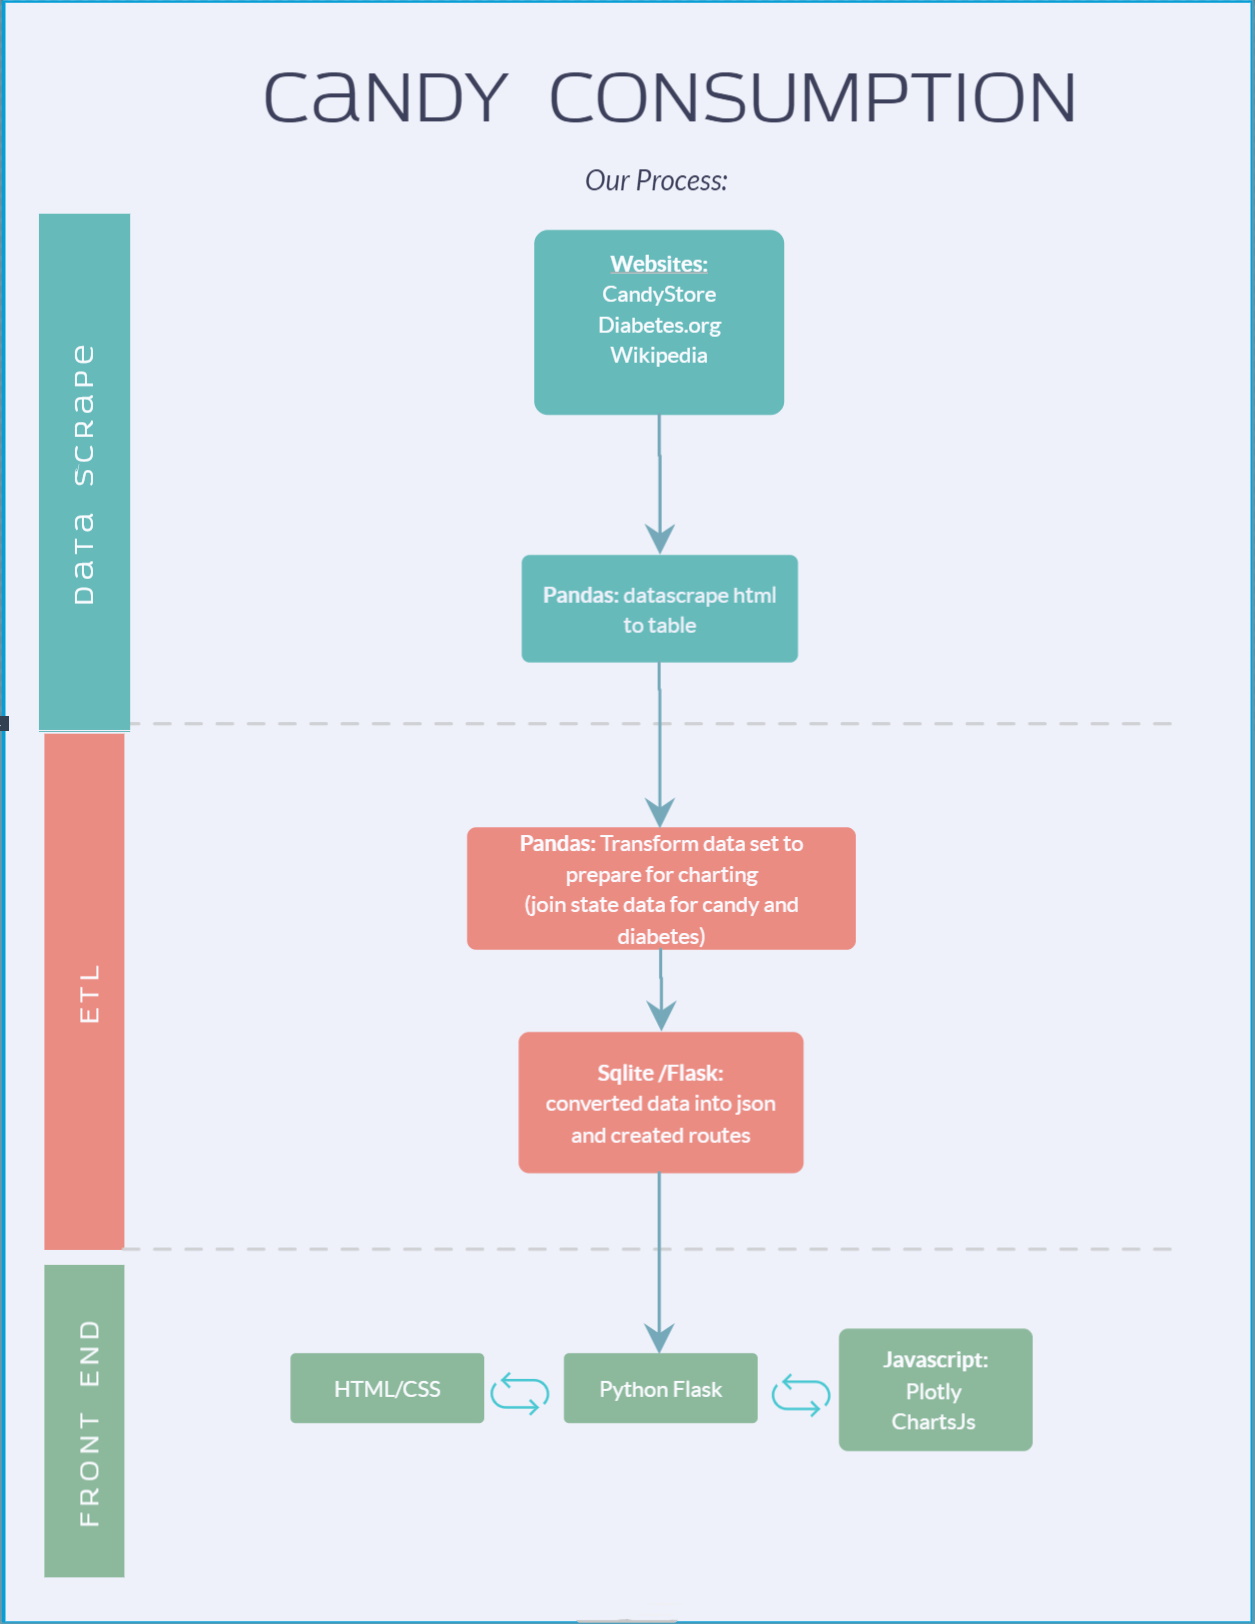 CaNDY CONSUMPTION
Our Process:
DaTa SCRAPE
Websites:
CandyStore
Diabetes.org
Wikipedia
Pandas: datascrape html
to table
ETL
Pandas: Transform data set to
prepare for charting
(join state data for candy and
diabetes)
Sqlite /Flask:
converted data into json
and created routes
FRONT END
HTML/CSS
Python Flask
Javascript:
Plotly
ChartsJs